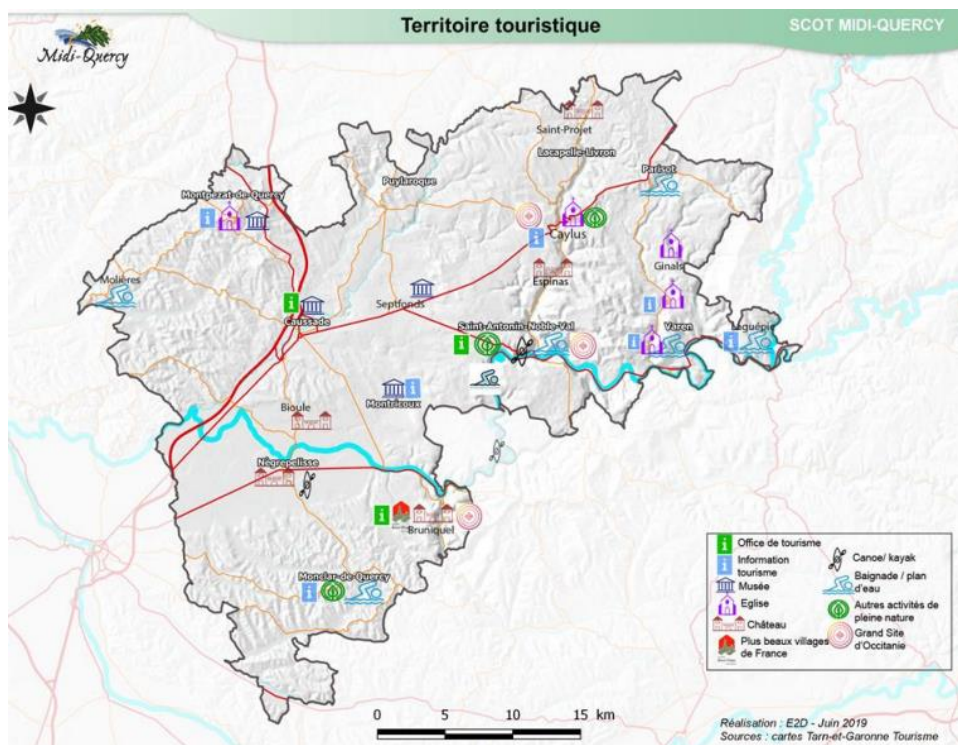 Territoire touristique
SCOT MIDI-QUERCY
Midi-Quercy
Saint-Projet
Lacapelle-Livron
Puylaroque
Parisot
Montpezat-de-Quercy
Caylus
Ginals
Espinas
Molières
Septfonds
Caussade
Saint-Antonin-Noble-Val
Varen
Laguépie
Montricoux
Bioule
Nègrepelisse
Bruniquel
Monclar-de-Quercy
Office de tourisme
Information
tourisme
Musée
Eglise
Château
Plus beaux villages
de France
Canoe/ kayak
Baignade / plan
d'eau
Autres activités de
pleine nature
Grand Site
d'Occitanie
0 5 10 15 km
Réalisation : E2D - Juin 2019
Sources : cartes Tarn-et-Garonne Tourisme